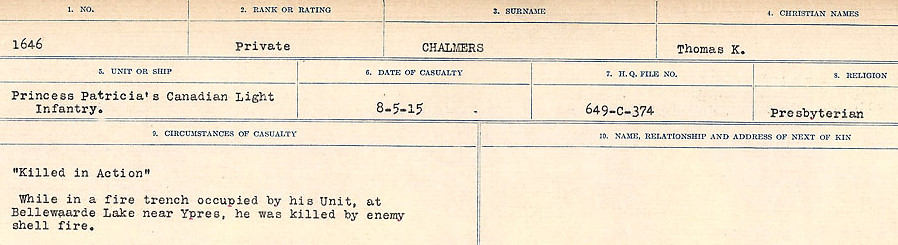 1. NO. 2. RANK OR RATING 3. SURNAME 4. CHRISTIAN NAMES
1646 Private CHALMERS Thomas K.
5. UNIT OR SHIP 6. DATE OF CASUALTY 7. H.Q. FILE NO. 8. RELIGION
Princess Patricia's Canadian Light
Infantry. 8-5-15 649-C-374 Presbyterian
9. CIRCUMSTANCES OF CASUALTY 10. NAME, RELATIONSHIP AND ADDRESS OF NEXT OF KIN
"Killed in Action"
While in a fire trench occupied by his Unit, at
Bellewaarde Lake near Ypres, he was killed by enemy
shell fire.